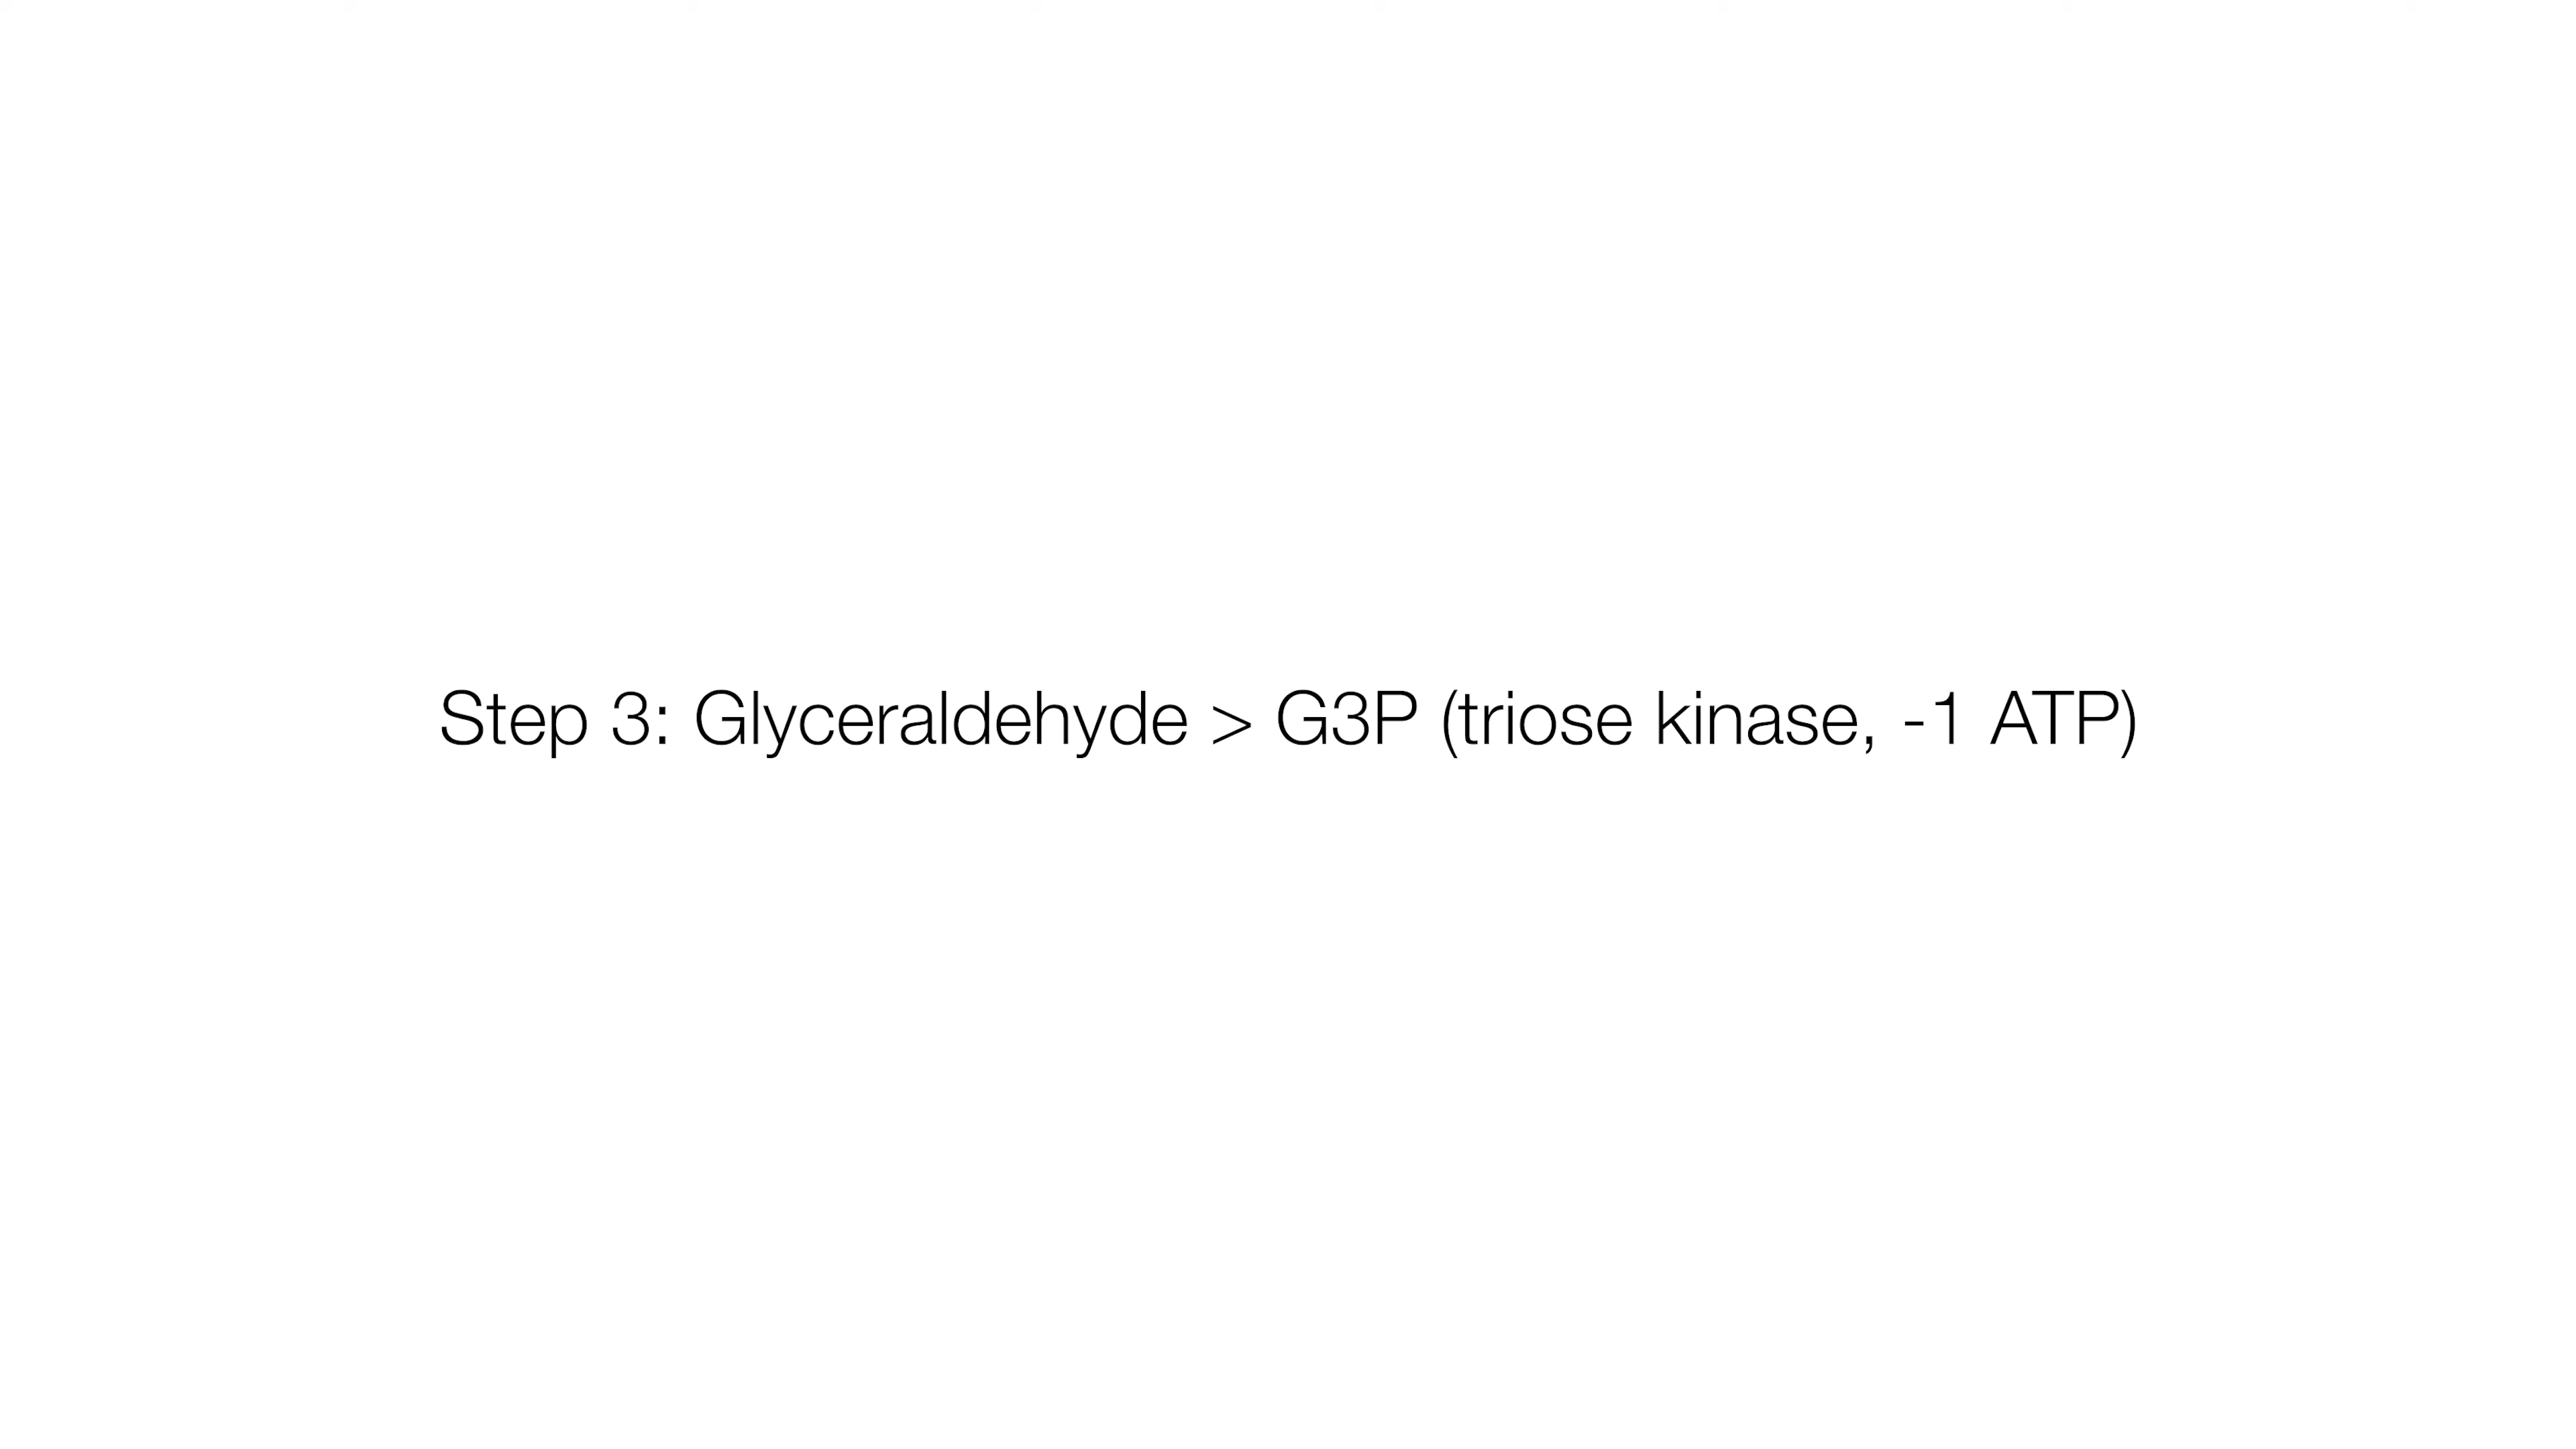 Step 3: Glyceraldehyde > G3P (triose kinase, -1 ATP)